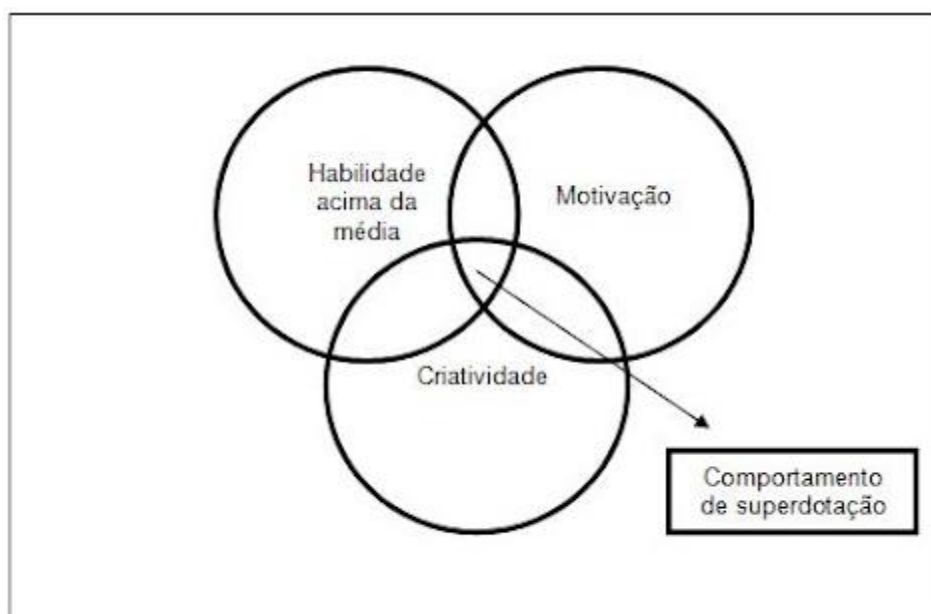 Habilidade
acima da
média
Motivação
Criatividade
Comportamento
de superdotação